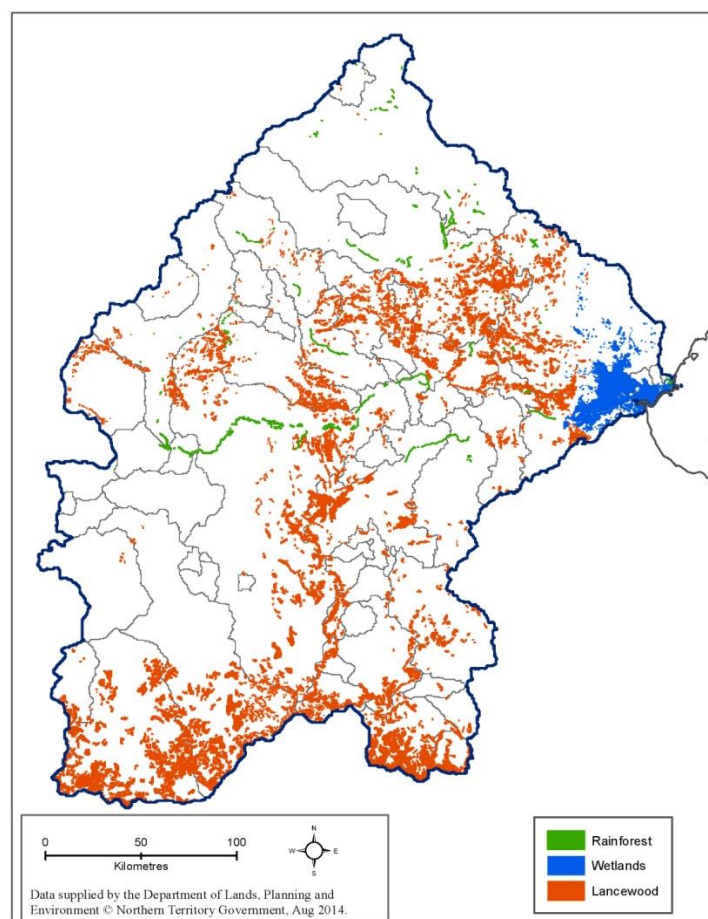 0 50 100
Kilometres
N
W E
S
Data supplied by the Department of Lands, Planning and
Environment © Northern Territory Government, Aug 2014.
Rainforest
Wetlands
Lancewood